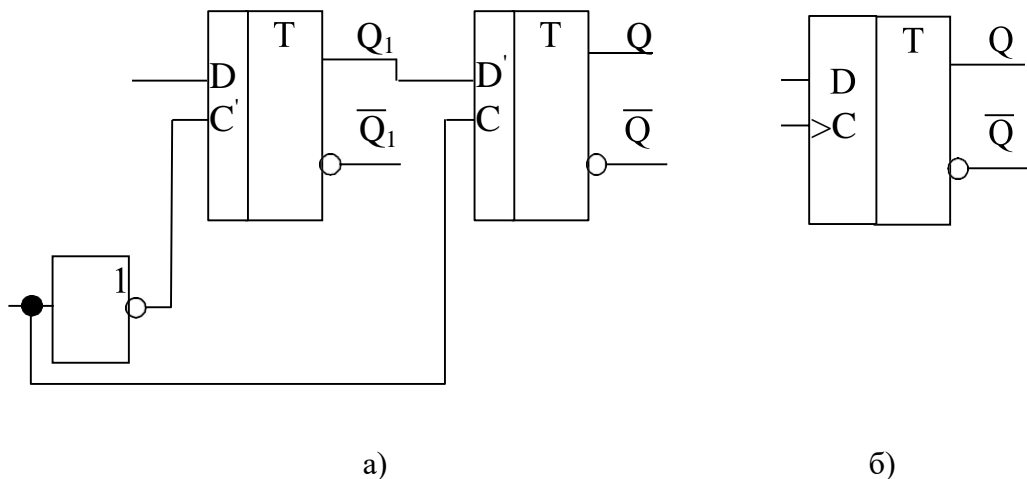 T Q₁ T Q T Q
D D' D
C' Q̅₁ C Q̅ >C Q̅
1
а) б)